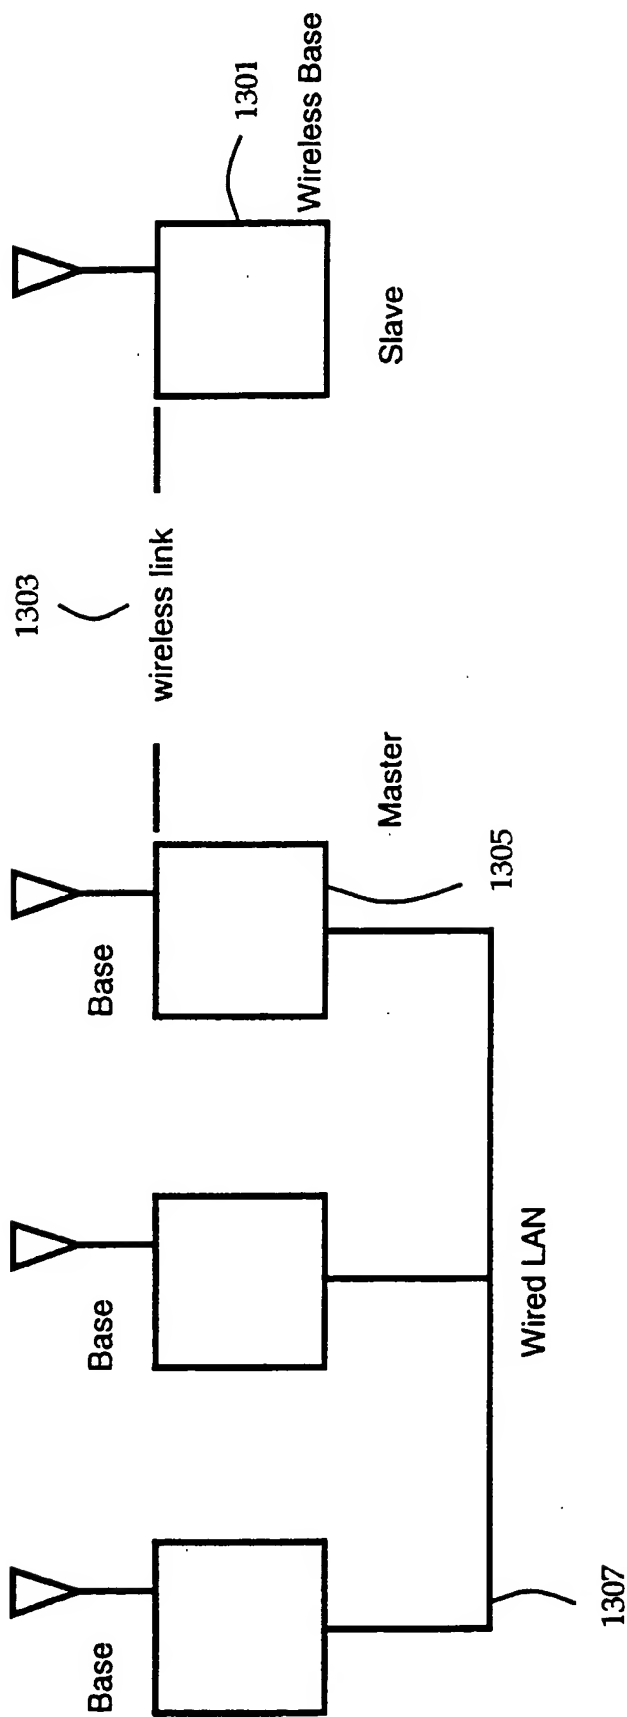 Base
Base
Base
1303
wireless link
1301
Wireless Base
Master
Slave
1305
Wired LAN
1307